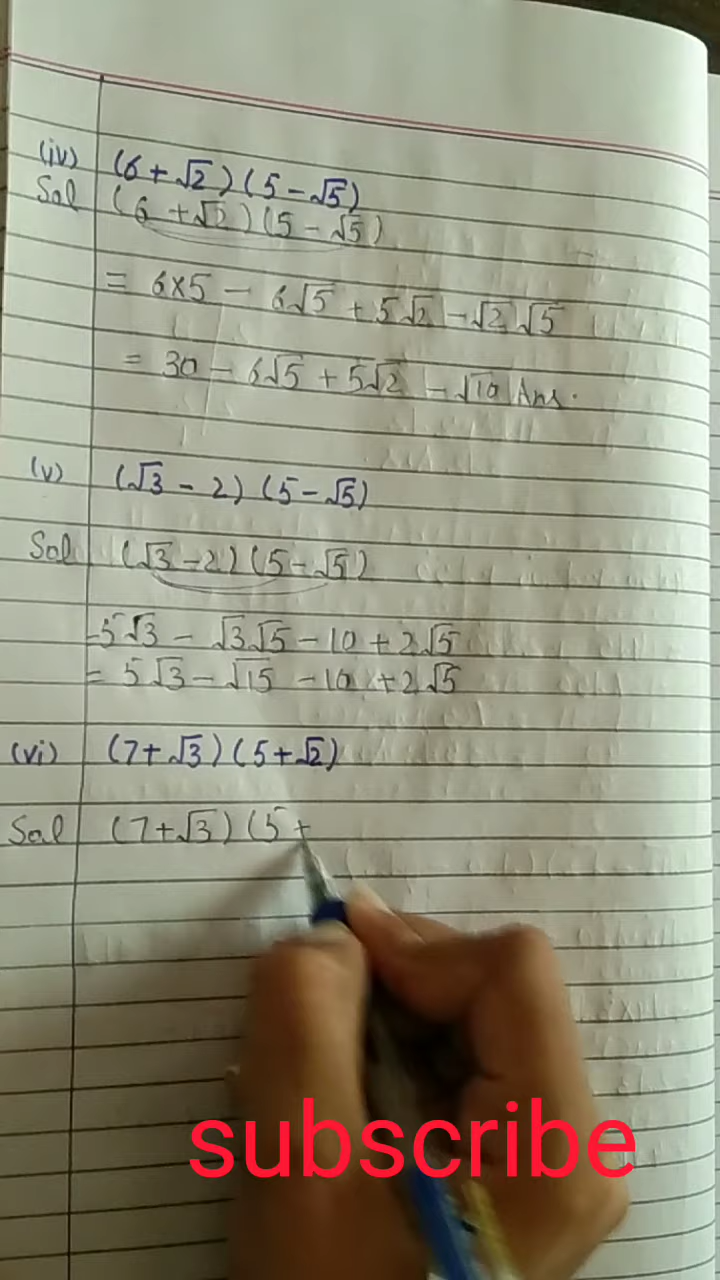 (iv) (6 + √2) (5 - √5)
Sol (6 + √2) (5 - √5)
= 6×5 - 6√5 + 5√2 - √2 √5
= 30 - 6√5 + 5√2 - √10 Ans.
(v) (√3 - 2) (5 - √5)
Sol (√3 - 2) (5 - √5)
=5√3 - √3√5 - 10 + 2√5
= 5√3 - √15 - 10 + 2√5
(vi) (7 + √3) (5 + √2)
Sol (7 + √3) (5 +
subscribe